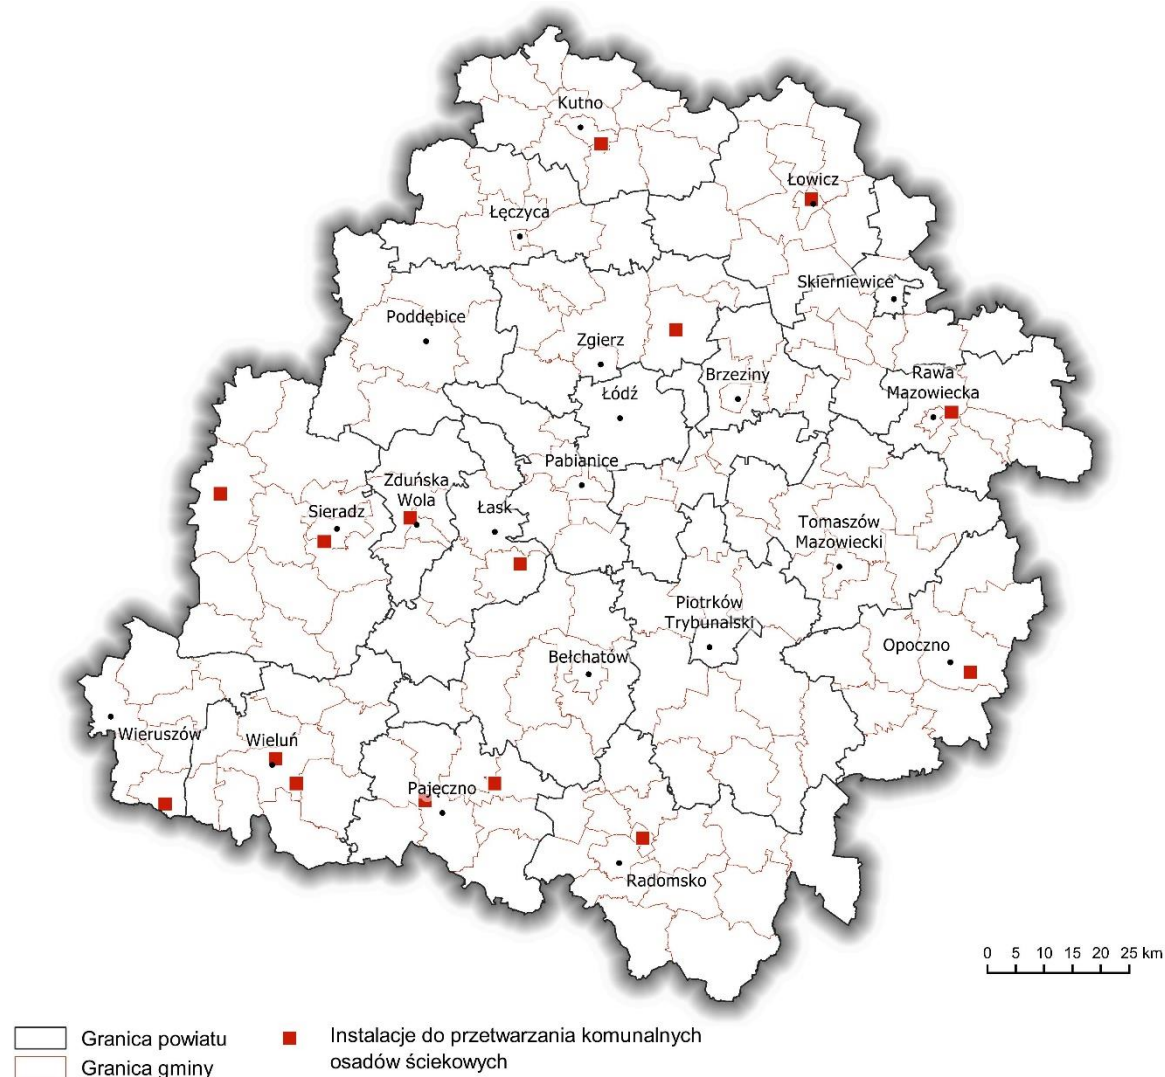 Kutno
Łowicz
Łęczyca
Skierniewice
Poddębice
Zgierz
Rawa
Mazowiecka
Brzeziny
Łódź
Pabianice
Zduńska
Wola
Sieradz
Łask
Tomaszów
Mazowiecki
Piotrków
Trybunalski
Opoczno
Bełchatów
Wieruszów
Wieluń
Pajęczno
Radomsko
0 5 10 15 20 25 km
Granica powiatu
Granica gminy
Instalacje do przetwarzania komunalnych
osadów ściekowych